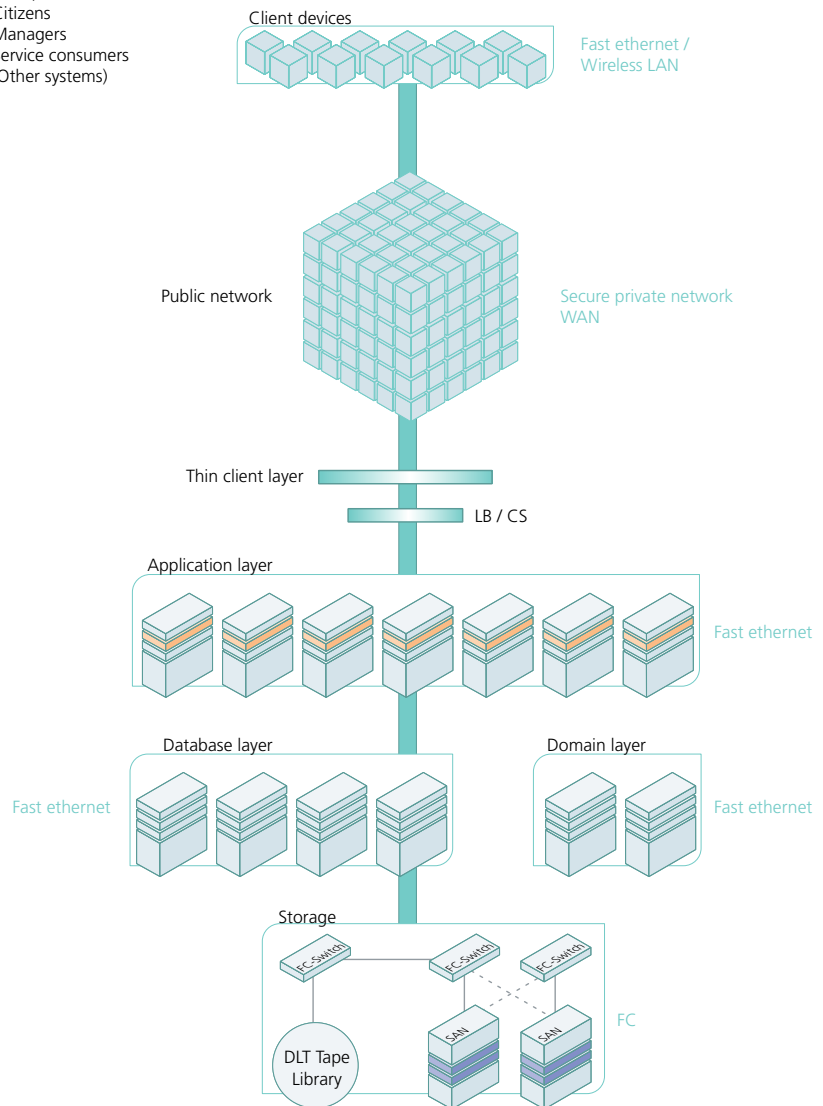 Citizens
Managers
ervice consumers
Other systems)
Client devices
Fast ethernet /
Wireless LAN
Public network
Secure private network
WAN
Thin client layer
LB / CS
Application layer
Fast ethernet
Database layer
Domain layer
Fast ethernet
Fast ethernet
Storage
FC-Switch
FC-Switch
FC-Switch
SAN
SAN
FC
DLT Tape
Library